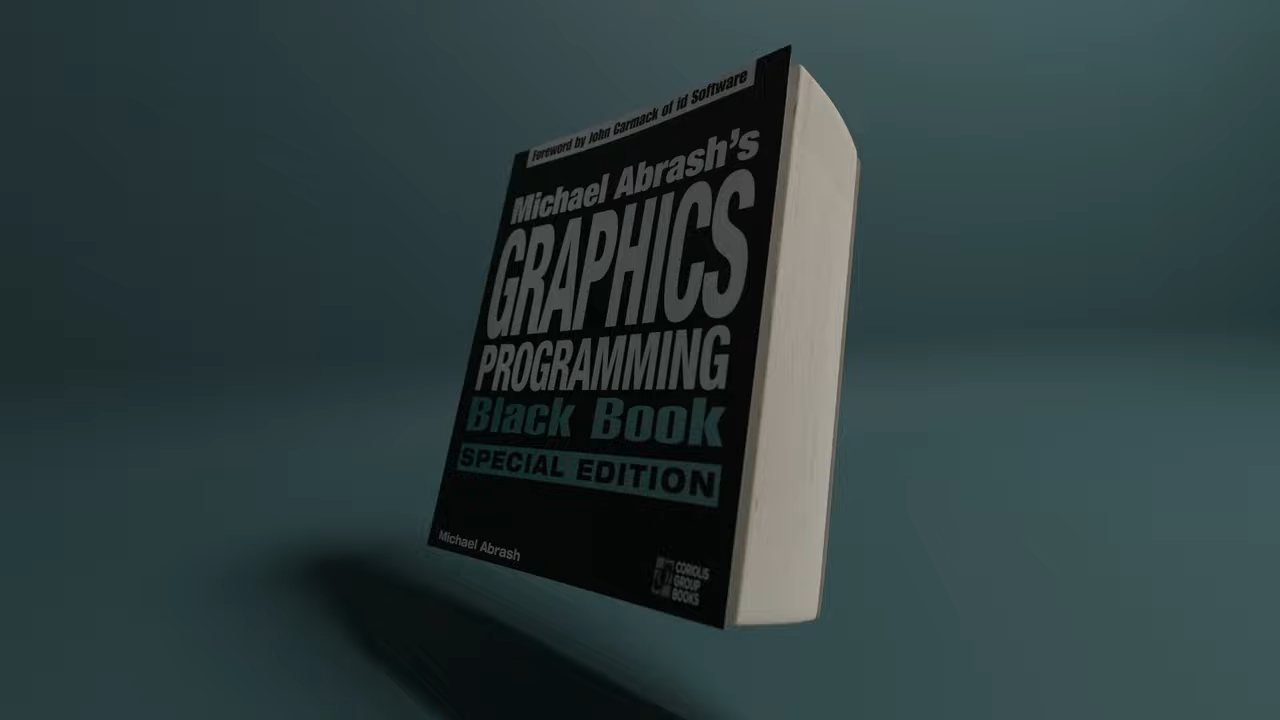 Foreword by John Carmack of id Software
Michael Abrash's
GRAPHICS
PROGRAMMING
Black Book
SPECIAL EDITION
Michael Abrash
CORIOLIS
GROUP
BOOKS